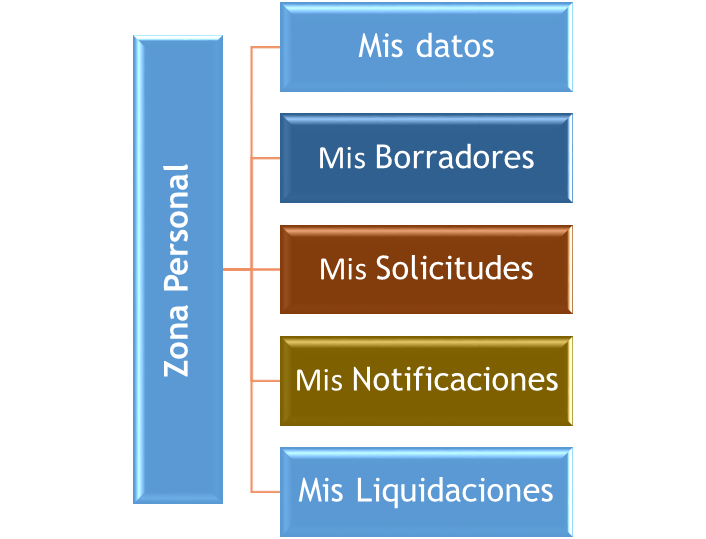 Zona Personal
Mis datos
Mis Borradores
Mis Solicitudes
Mis Notificaciones
Mis Liquidaciones